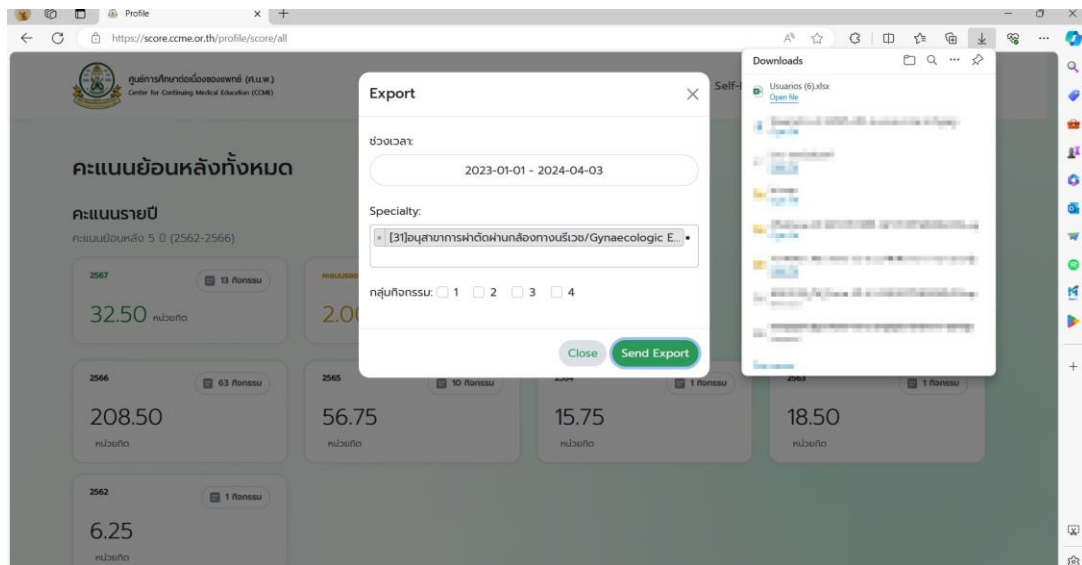 Profile
https://score.ccme.or.th/profile/score/all
ศูนย์การศึกษาต่อเนื่องของแพทย์ (ศ.น.พ.)
Center for Continuing Medical Education (CCME)
Self-
Export
ช่วงเวลา:
2023-01-01 - 2024-04-03
Specialty:
[31]อนุสาขาการผ่าตัดผ่านกล้องทางนรีเวช/Gynaecologic E...
กลุ่มกิจกรรม: 1 2 3 4
Close Send Export
Downloads
Usuarios (6).xlsx
Open file
คะแนนย้อนหลังทั้งหมด
คะแนนรายปี
คะแนนย้อนหลัง 5 ปี (2562-2566)
2567 13 กิจกรรม
32.50 หน่วยกิต
2.0
2566 63 กิจกรรม
208.50
หน่วยกิต
2565 10 กิจกรรม
56.75
หน่วยกิต
2564 1 กิจกรรม
15.75
หน่วยกิต
2563 1 กิจกรรม
18.50
หน่วยกิต
2562 1 กิจกรรม
6.25
หน่วยกิต